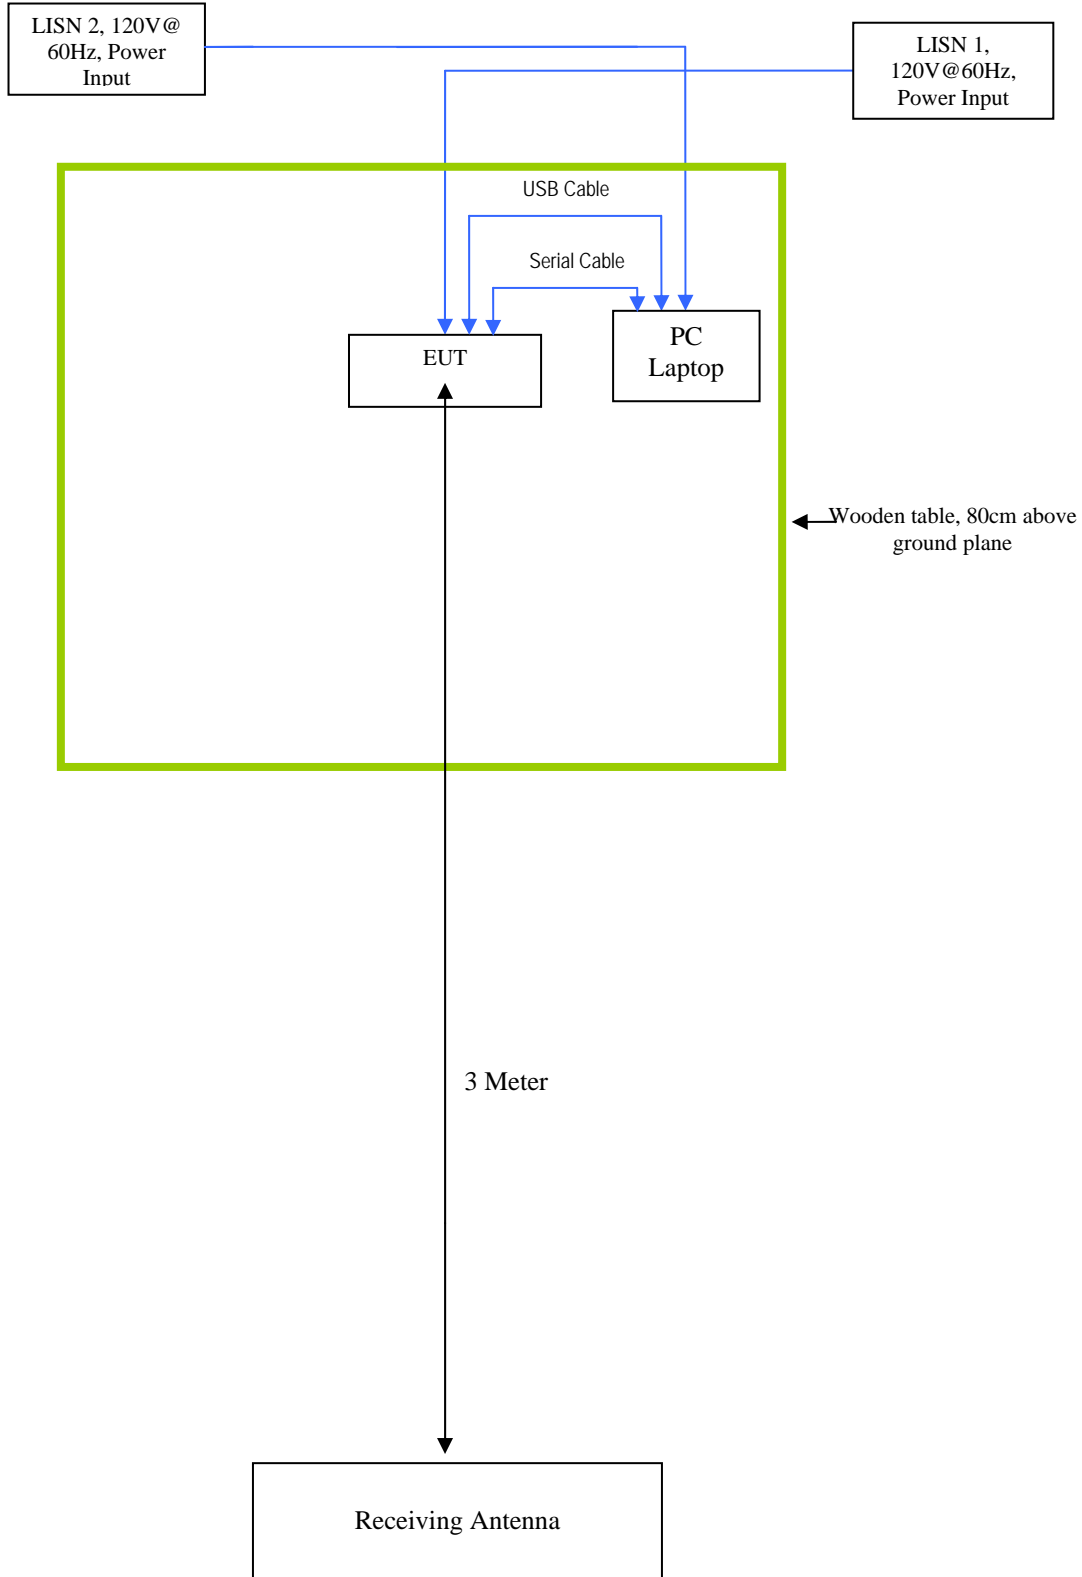 LISN 2, 120V@
60Hz, Power
Input
LISN 1,
120V@60Hz,
Power Input
USB Cable
Serial Cable
EUT
PC
Laptop
Wooden table, 80cm above
ground plane
3 Meter
Receiving Antenna